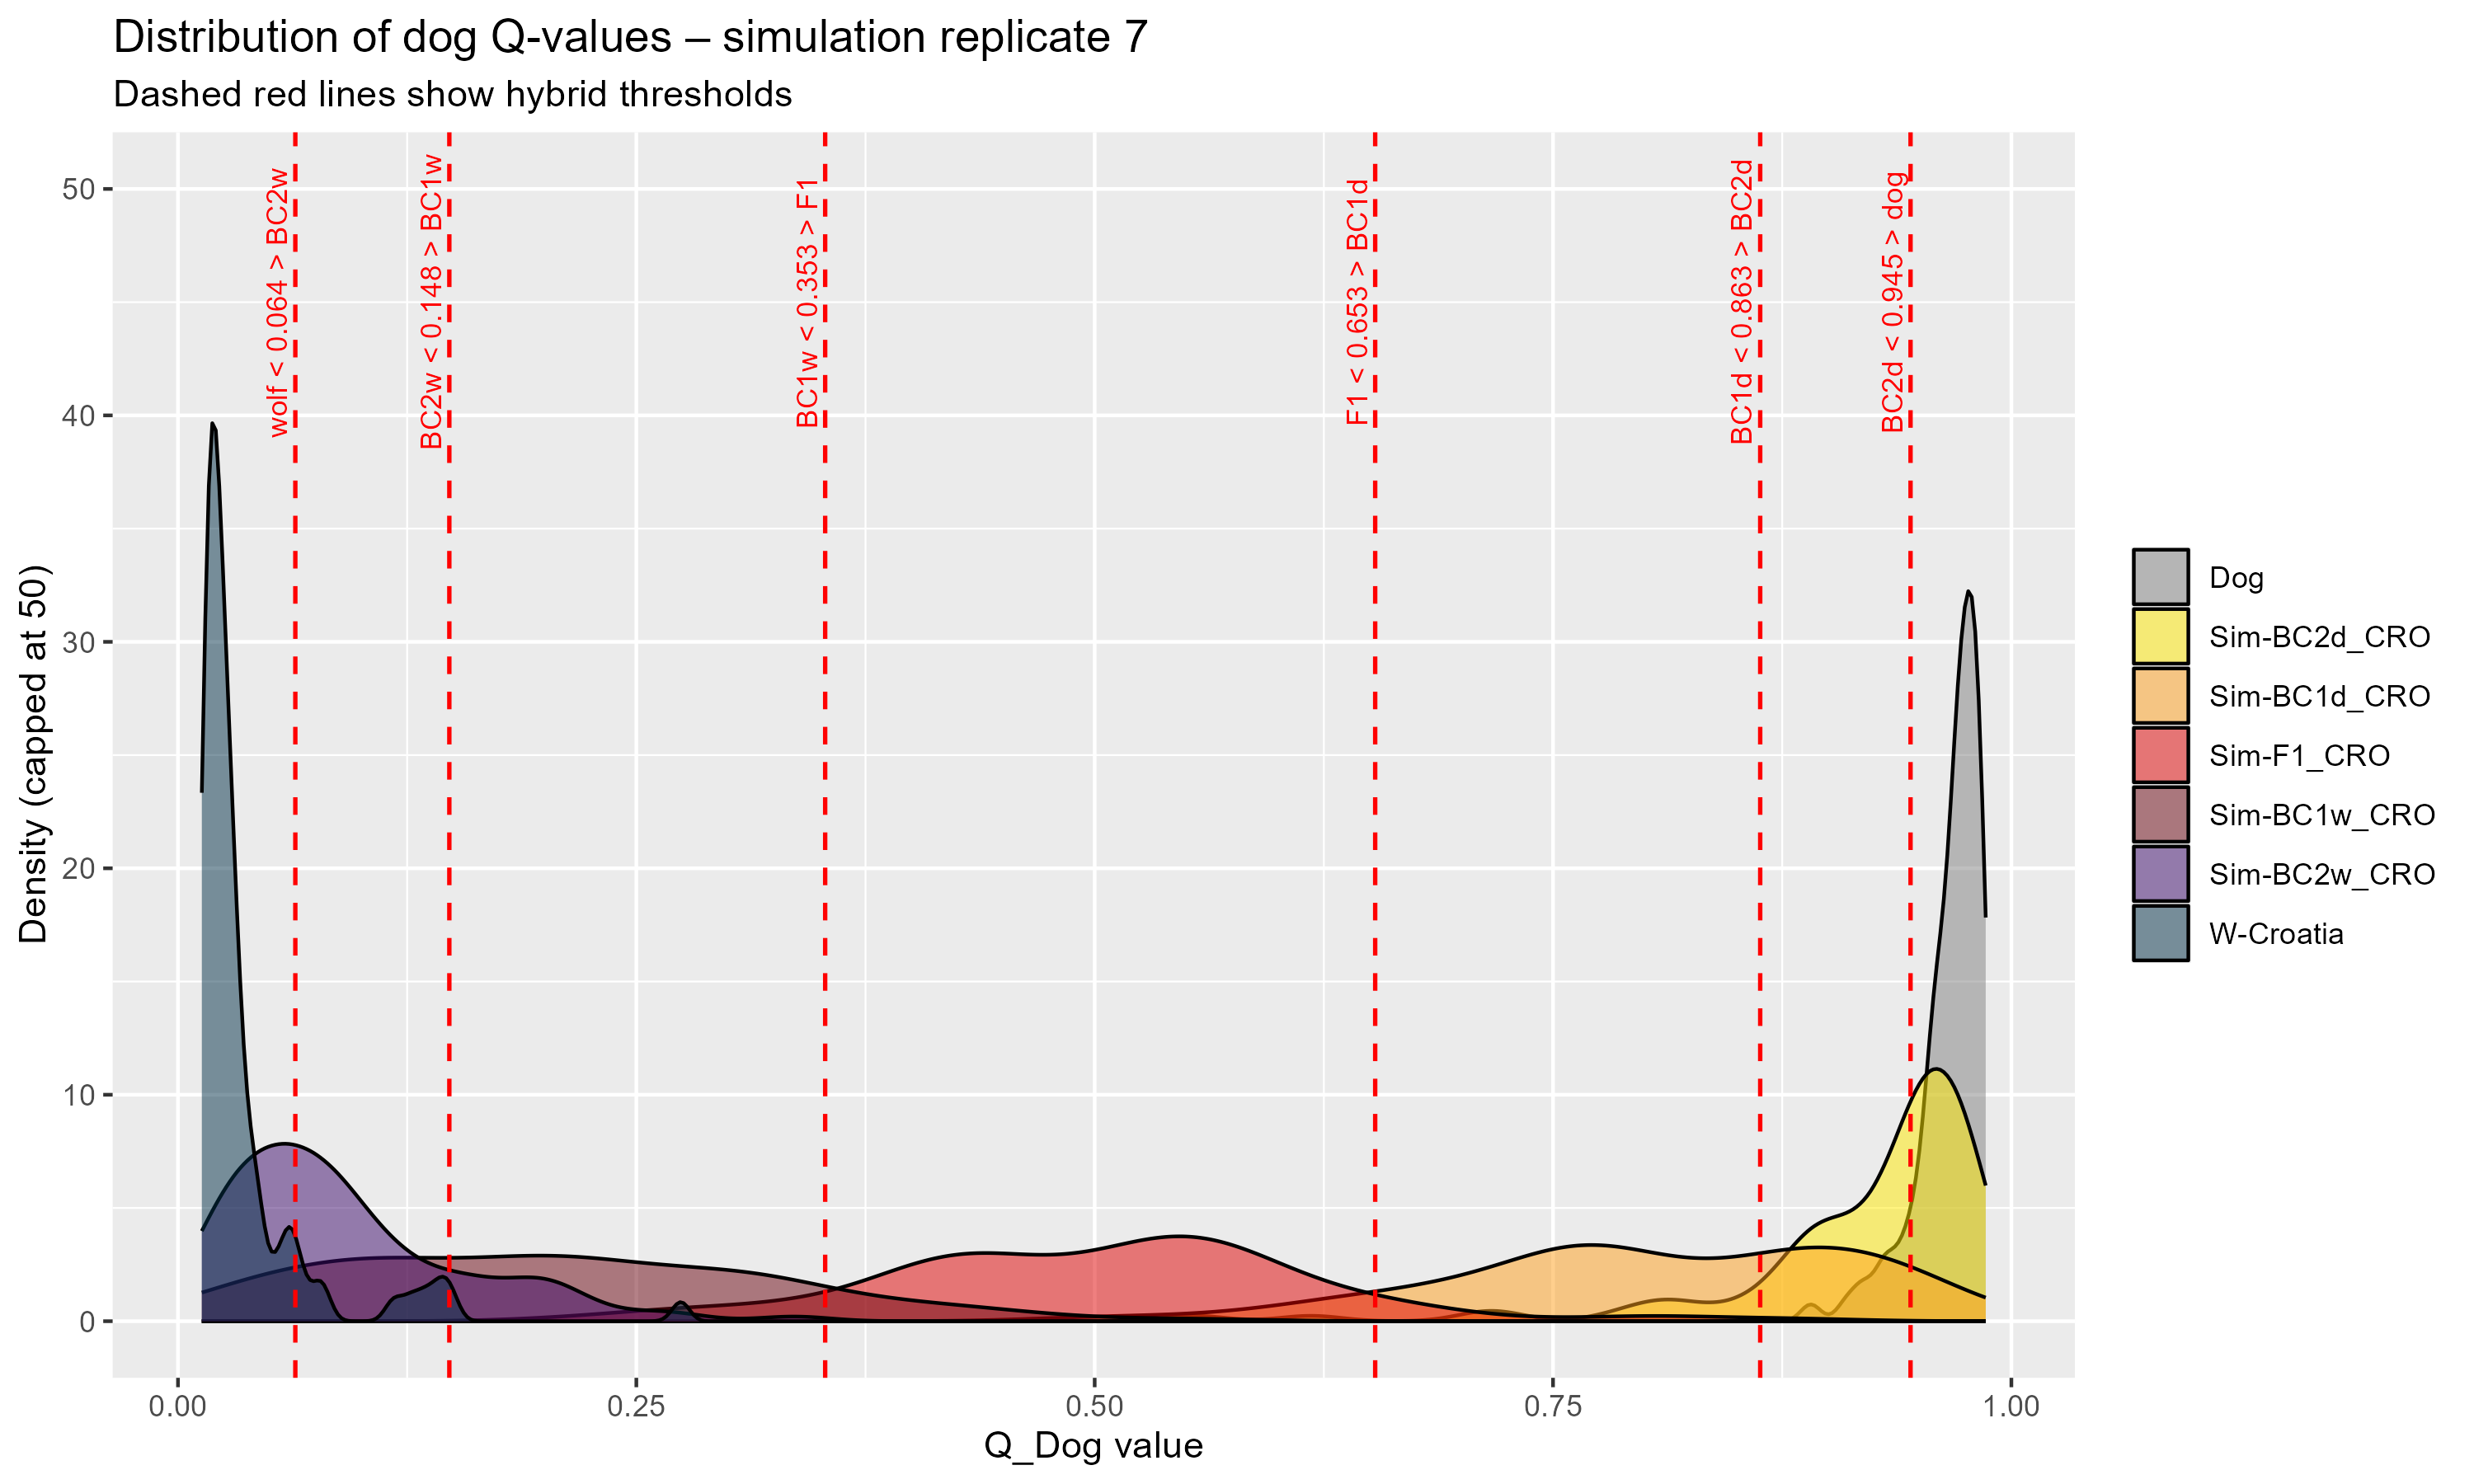 Distribution of dog Q-values – simulation replicate 7
Dashed red lines show hybrid thresholds
Density (capped at 50)
50
40
30
20
10
0
wolf < 0.064 > BC2w
BC2w < 0.148 > BC1w
BC1w < 0.353 > F1
F1 < 0.653 > BC1d
BC1d < 0.863 > BC2d
BC2d < 0.945 > dog
0.00
0.25
0.50
0.75
1.00
Q_Dog value
Dog
Sim-BC2d_CRO
Sim-BC1d_CRO
Sim-F1_CRO
Sim-BC1w_CRO
Sim-BC2w_CRO
W-Croatia